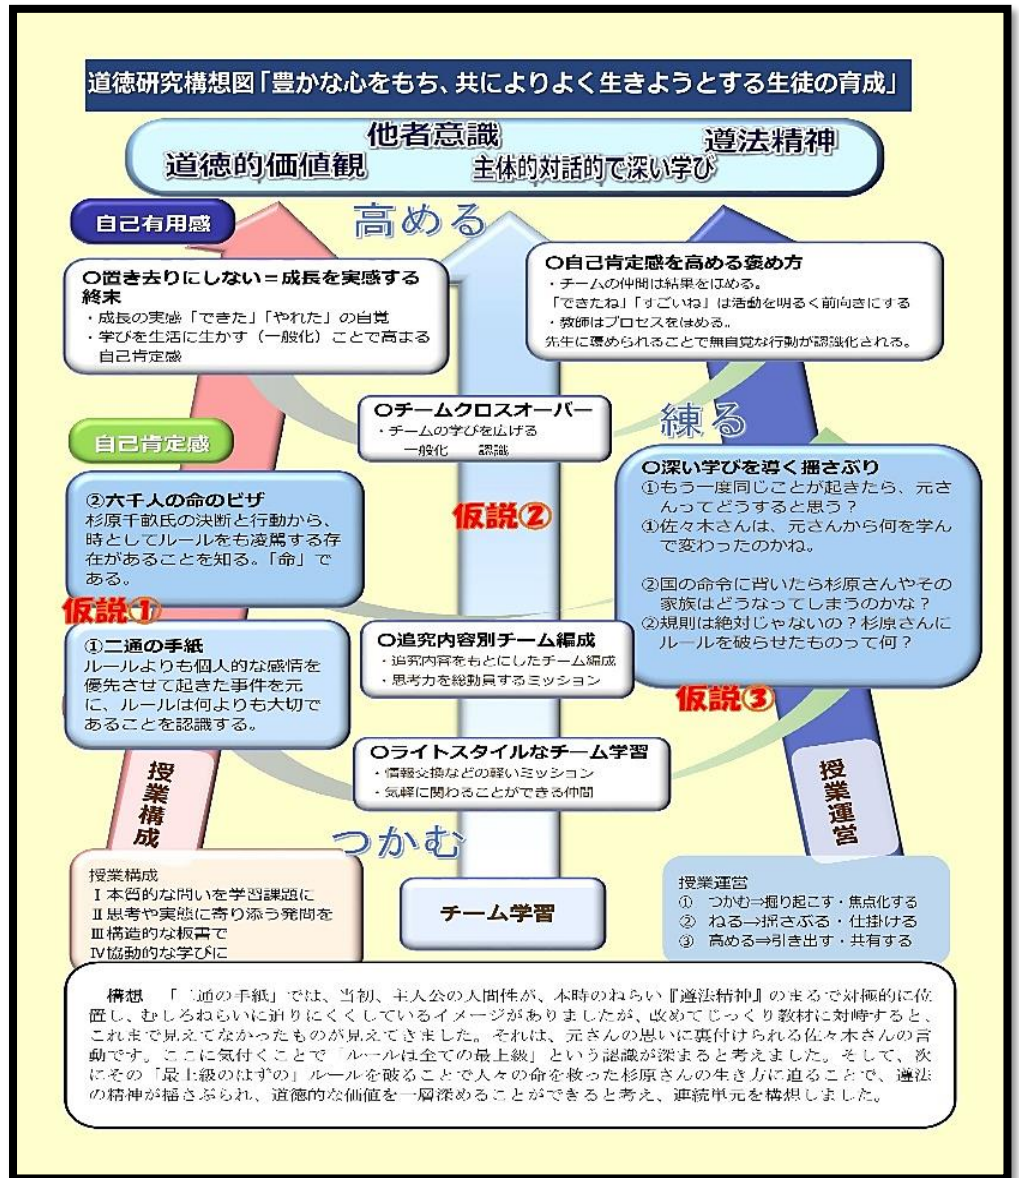 道徳研究構想図「豊かな心をもち、共によりよく生きようとする生徒の育成」
他者意識
遵法精神
道徳的価値観
主体的対話的で深い学び
自己有用感
高める
〇置き去りにしない＝成長を実感する
終末
・成長の実感「できた」「やれた」の自覚
・学びを生活に生かす（一般化）ことで高まる
自己肯定感
〇自己肯定感を高める褒め方
・チームの仲間は結果をほめる。
「できたね」「すごいね」は活動を明るく前向きにする
・教師はプロセスをほめる。
先生に褒められることで無自覚な行動が認識化される。
〇チームクロスオーバー
・チームの学びを広げる
一般化　認識
練る
自己肯定感
②六千人の命のビザ
杉原千畝氏の決断と行動から、
時としてルールをも凌駕する存
在があることを知る。「命」で
ある。
仮説②
〇深い学びを導く揺さぶり
①もう一度同じことが起きたら、元さ
んってどうすると思う？
①佐々木さんは、元さんから何を学ん
で変わったのかね。
②国の命令に背いたら杉原さんやその
家族はどうなってしまうのかな？
②規則は絶対じゃないの？杉原さんに
ルールを破らせたものって何？
仮説①
①二通の手紙
ルールよりも個人的な感情を
優先させて起きた事件を元
に、ルールは何よりも大切で
あることを認識する。
〇追究内容別チーム編成
・追究内容をもとにしたチーム編成
・思考力を総動員するミッション
仮説③
〇ライトスタイルなチーム学習
・情報交換などの軽いミッション
・気軽に関わることができる仲間
授業構成
授業運営
つかむ
授業構成
Ⅰ本質的な問いを学習課題に
Ⅱ思考や実態に寄り添う発問を
Ⅲ構造的な板書で
Ⅳ協動的な学びに
チーム学習
授業運営
①　つかむ⇒掘り起こす・焦点化する
②　ねる→揺さぶる・仕掛ける
③　高める⇒引き出す・共有する
構想　「二通の手紙」では、当初、主人公の人間性が、本時のねらい『遵法精神』のまるで対極的に位
置し、むしろねらいに迫りにくくしているイメージがありましたが、改めてじっくり教材に対峙すると、
これまで見えてなかったものが見えてきました。それは、元さんの思いに裏付けられる佐々木さんの言
動です。ここに気付くことで「ルールは全ての最上級」という認識が深まると考えました。そして、次
にその「最上級のはずの」ルールを破ることで人々の命を救った杉原さんの生き方に迫ることで、遵法
の精神が揺さぶられ、道徳的な価値を一層深めることができると考え、連続単元を構想しました。